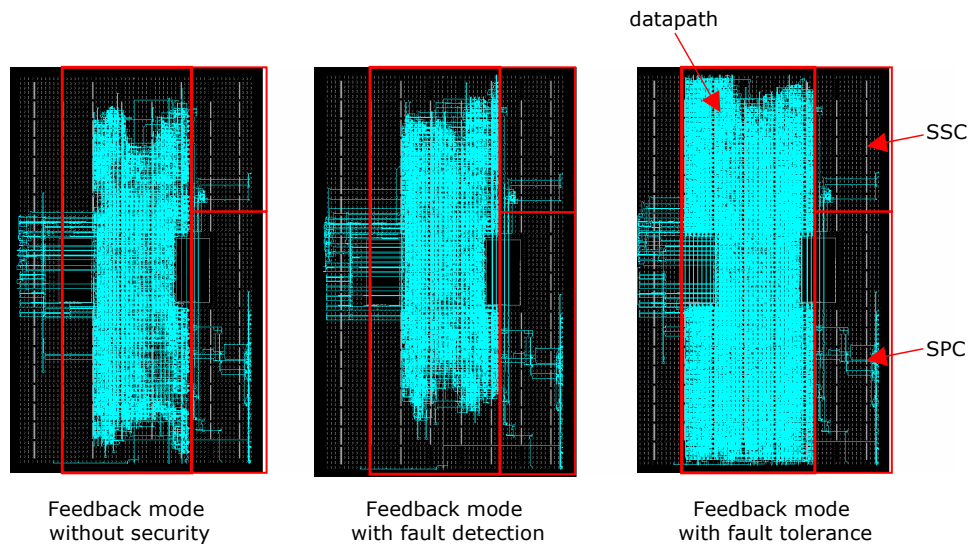 datapath
SSC
SPC
Feedback mode
without security
Feedback mode
with fault detection
Feedback mode
with fault tolerance